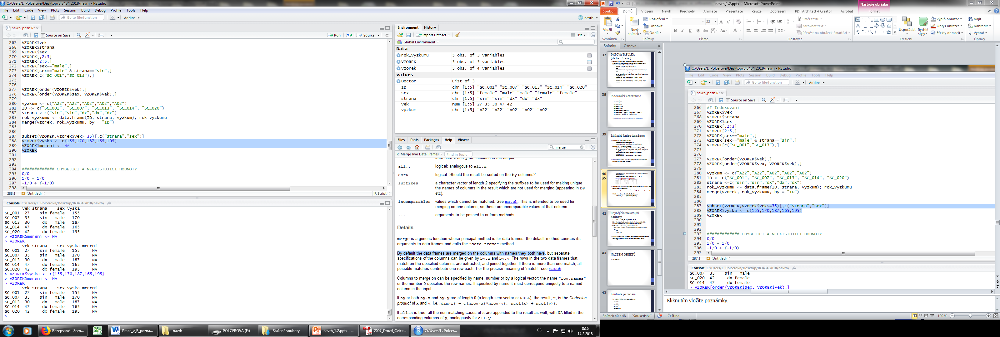 C:/Users/L. Polcerova/Desktop/Bi3434 2018/navrh - RStudio
File Edit Code View Plots Session Build Debug Profile Tools Help
Go to file/function Addins navrh
navrh_pozn.R*
Source on Save Run Source
267 VZOREK$vek
268 VZOREK$strana
269 VZOREK$sex
270 VZOREK[,2:3]
271 VZOREK[2:5,]
272 VZOREK[sex=="male",]
273 VZOREK[sex=="male" & strana=="sin",]
274 VZOREK[c("SC_001","SC_013"),]
275
276
277 VZOREK[order(VZOREK$vek),]
278 VZOREK[order(VZOREK$sex, VZOREK$vek),]
279
280 vyzkum <- c("A22","A22","A02","A02","A02")
281 ID <- c("SC_001", "SC_007" , "SC_013", "SC_014", "SC_020")
282 strana <-c("sin","sin","dx","dx","dx")
283 rok_vyzkumu <- data.frame(ID, strana, vyzkum); rok_vyzkumu
284 merge(vzorek, rok_vyzkumu, by = "ID")
285
286
287 subset(VZOREK,vzorek$vek>=35)[,c("strana","sex")]
288 VZOREK$vyska <- c(155,170,187,165,195)
289 VZOREK$mereni <- NA
290 VZOREK
291
292
293
294 ############# CHYBEJICI A NEEXISTUJICI HODNOTY
295 0/0
296 1/0 + 1/0
297 -1/0 + (-1/0)
298
288:1 (Untitled) R Script
Console C:/Users/L. Polcerova/Desktop/Bi3434 2018/navrh/
vek strana sex vyska
SC_001 27 sin female 155
SC_007 35 sin male 170
SC_013 30 dx male 187
SC_014 47 dx female 165
SC_020 42 dx female 195
> VZOREK$mereni <- NA
> VZOREK
vek strana sex vyska mereni
SC_001 27 sin female 155 NA
SC_007 35 sin male 170 NA
SC_013 30 dx male 187 NA
SC_014 47 dx female 165 NA
SC_020 42 dx female 195 NA
> VZOREK$vyska <- c(155,170,187,165,195)
> VZOREK$mereni <- NA
> VZOREK
vek strana sex vyska mereni
SC_001 27 sin female 155 NA
SC_007 35 sin male 170 NA
SC_013 30 dx male 187 NA
SC_014 47 dx female 165 NA
SC_020 42 dx female 195 NA
>
Environment History
Import Dataset List
Global Environment
Data
rok_vyzkumu 5 obs. of 3 variables
VZOREK 5 obs. of 5 variables
vzorek 5 obs. of 4 variables
Values
Doctor List of 3
ID chr [1:5] "SC_001" "SC_007" "SC_013" "SC_014" "SC_020"
sex chr [1:5] "female" "male" "male" "female" "female"
strana chr [1:5] "sin" "sin" "dx" "dx" "dx"
vek num [1:5] 27 35 30 47 42
vyzkum chr [1:5] "A22" "A22" "A02" "A02" "A02"
Files Plots Packages Help Viewer
merge
R: Merge Two Data Frames Find in Topic
from both x and y are included in the output.
all.y logical; analogous to all.x.
sort logical. Should the result be sorted on the by columns?
suffixes a character vector of length 2 specifying the suffixes to be used for making unique
the names of columns in the result which are not used for merging (appearing in by
etc).
incomparables values which cannot be matched. See match. This is intended to be used for
merging on one column, so these are incomparable values of that column.
... arguments to be passed to or from methods.
Details
merge is a generic function whose principal method is for data frames: the default method coerces its
arguments to data frames and calls the "data.frame" method.
By default the data frames are merged on the columns with names they both have, but separate
specifications of the columns can be given by by.x and by.y. The rows in the two data frames that
match on the specified columns are extracted, and joined together. If there is more than one match, all
possible matches contribute one row each. For the precise meaning of ‘match’, see match.
Columns to merge on can be specified by name, number or by a logical vector: the name "row.names"
or the number 0 specifies the row names. If specified by name it must correspond uniquely to a named
column in the input.
If by or both by.x and by.y are of length 0 (a length zero vector or NULL), the result, r, is the Cartesian
product of x and y, i.e., dim(r) = c(nrow(x)*nrow(y), ncol(x) + ncol(y)).
If all.x is true, all the non matching cases of x are appended to the result as well, with NA filled in the
corresponding columns of y; analogously for all.y.
Rozepsané – Sezn... Prace_v_R_pozna... navrh POLCEROVA (E:) Stažené soubory navrh_1.2.pptx - ... 2007_Drozd_Cvice... C:/Users/L. Polcer... CS 8:16
14.2.2018
navrh_1.2.pptx - Microsoft PowerPoint Nástroje obrázku
Soubor Domů Vložení Návrh Přechody Animace Prezentace Revize Zobrazení PDF Architect 4 Creator Acrobat Formát
Vložit
Nový snímek
Rozložení
Obnovit
Oddíl
22
Směr textu
Zarovnat text
Převést na obrázek SmartArt
Uspořádat Rychlé styly
Výplň obrazce
Obrys obrazce
Efekty obrazců
Najít
Nahradit
Vybrat
Schránka Snímky Písmo Odstavec Kreslení Úpravy
Snímky Osnova
37 DATOVÁ TABULKA
(data.frame)
38 Indexování v data.frame
39 Základní funkce data.frame
40
41 Chybějící a neexistující
hodnoty
42 NAČTENÍ OBJEKTŮ
43 Kontrola po načtení
C:/Users/L. Polcerova/Desktop/Bi3434 2018/navrh - RStudio
File Edit Code View Plots Session Build Debug Profile Tools Help
Go to file/function Addins
navrh_pozn.R*
Source on Save
266 ## Indexovani
267 VZOREK$vek
268 VZOREK$strana
269 VZOREK$sex
270 VZOREK[,2:3]
271 VZOREK[2:5,]
272 VZOREK[sex=="male",]
273 VZOREK[sex=="male" & strana=="sin",]
274 VZOREK[c("SC_001","SC_013"),]
275
276
277 VZOREK[order(VZOREK$vek),]
278 VZOREK[order(VZOREK$sex, VZOREK$vek),]
279
280 vyzkum <- c("A22","A22","A02","A02","A02")
281 ID <- c("SC_001", "SC_007", "SC_013", "SC_014", "SC_020")
282 strana <-c("sin","sin","dx","dx","dx")
283 rok_vyzkumu <- data.frame(ID, strana, vyzkum); rok_vyzkumu
284 merge(vzorek, rok_vyzkumu, by = "ID")
285
286
287 subset(VZOREK,vzorek$vek>=35)[,c("strana","sex")]
288 VZOREK$vyska <- c(155,170,187,165,195)
289 VZOREK
290
291
292
293 ############# CHYBEJICI A NEEXISTUJICI HODNOTY
294 0/0
295 1/0 + 1/0
296 -1/0 + (-1/0)
297
287:1 (Untitled)
Console C:/Users/L. Polcerova/Desktop/Bi3434 2018/navrh/
SC_007 35 sin male
SC_020 42 dx female
SC_014 47 dx female
> VZOREK[order(VZOREK$sex, VZOREK$vek),]
Kliknutím vložíte poznámky.
Snímek 40 z 48 "Sousedství" Čeština 100 %